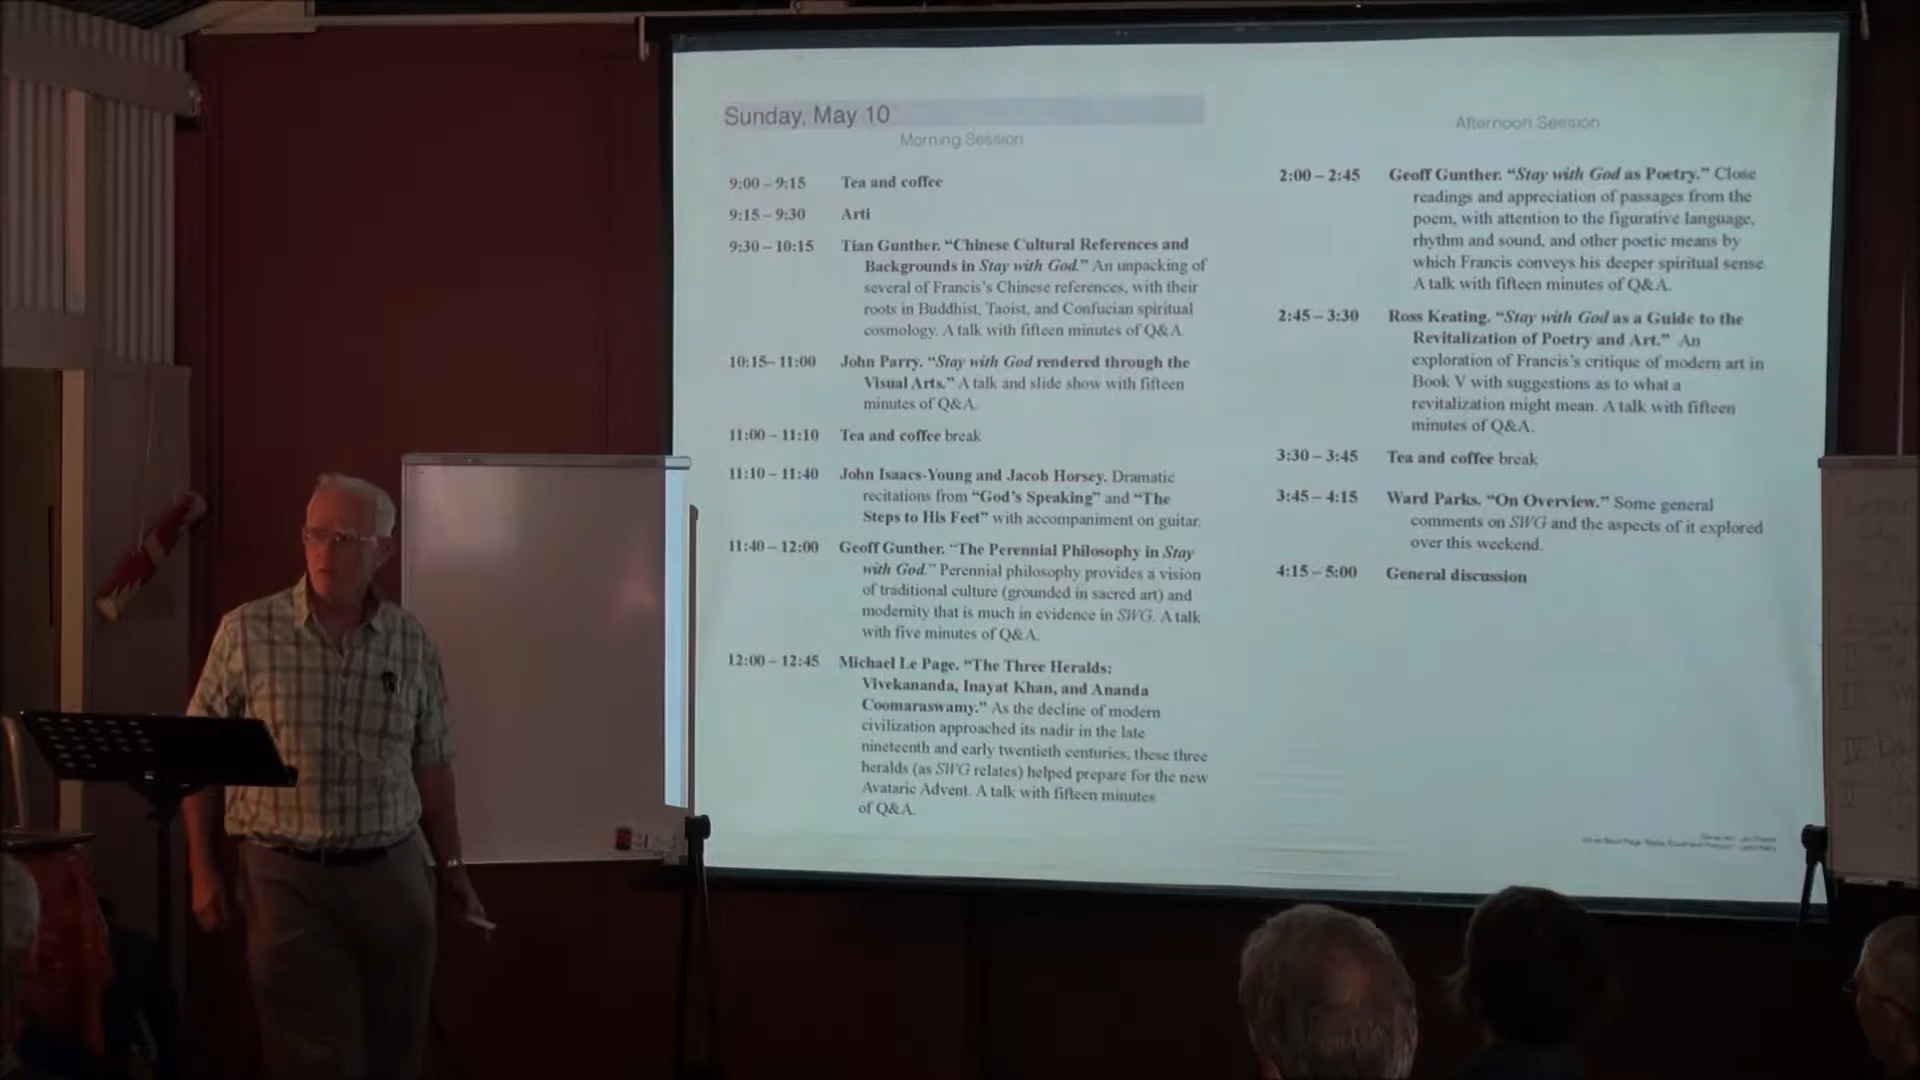 Sunday, May 10
Morning Session
9:00 – 9:15 Tea and coffee
9:15 – 9:30 Arti
9:30 – 10:15 Tian Gunther. “Chinese Cultural References and
Backgrounds in Stay with God.” An unpacking of
several of Francis’s Chinese references, with their
roots in Buddhist, Taoist, and Confucian spiritual
cosmology. A talk with fifteen minutes of Q&A.
10:15– 11:00 John Parry. “Stay with God rendered through the
Visual Arts.” A talk and slide show with fifteen
minutes of Q&A.
11:00 – 11:10 Tea and coffee break
11:10 – 11:40 John Isaacs-Young and Jacob Horsey. Dramatic
recitations from “God’s Speaking” and “The
Steps to His Feet” with accompaniment on guitar.
11:40 – 12:00 Geoff Gunther. “The Perennial Philosophy in Stay
with God.” Perennial philosophy provides a vision
of traditional culture (grounded in sacred art) and
modernity that is much in evidence in SWG. A talk
with five minutes of Q&A.
12:00 – 12:45 Michael Le Page. “The Three Heralds:
Vivekananda, Inayat Khan, and Ananda
Coomaraswamy.” As the decline of modern
civilization approached its nadir in the late
nineteenth and early twentieth centuries, these three
heralds (as SWG relates) helped prepare for the new
Avataric Advent. A talk with fifteen minutes
of Q&A.
Afternoon Session
2:00 – 2:45 Geoff Gunther. “Stay with God as Poetry.” Close
readings and appreciation of passages from the
poem, with attention to the figurative language,
rhythm and sound, and other poetic means by
which Francis conveys his deeper spiritual sense.
A talk with fifteen minutes of Q&A.
2:45 – 3:30 Ross Keating. “Stay with God as a Guide to the
Revitalization of Poetry and Art.” An
exploration of Francis’s critique of modern art in
Book V with suggestions as to what a
revitalization might mean. A talk with fifteen
minutes of Q&A.
3:30 – 3:45 Tea and coffee break
3:45 – 4:15 Ward Parks. “On Overview.” Some general
comments on SWG and the aspects of it explored
over this weekend.
4:15 – 5:00 General discussion